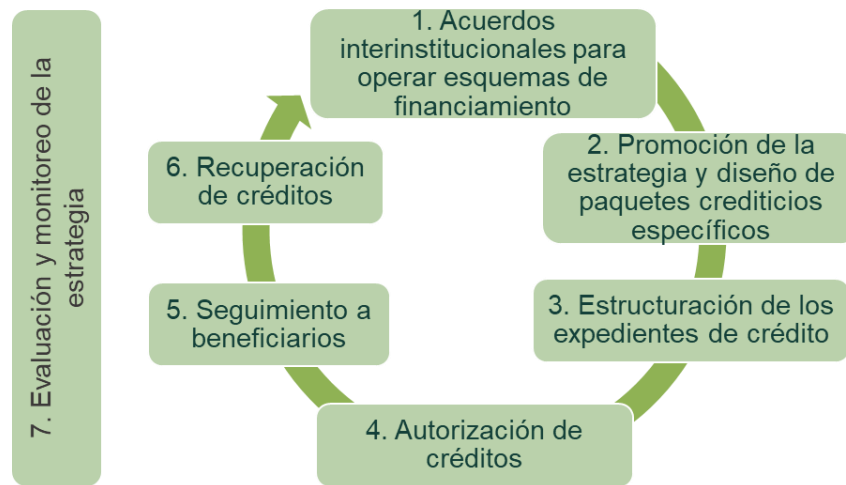 1. Acuerdos
interinstitucionales para
operar esquemas de
financiamiento
2. Promoción de la
estrategia y diseño de
paquetes crediticios
específicos
3. Estructuración de los
expedientes de crédito
4. Autorización de
créditos
5. Seguimiento a
beneficiarios
6. Recuperación
de créditos
7. Evaluación y monitoreo de la
estrategia